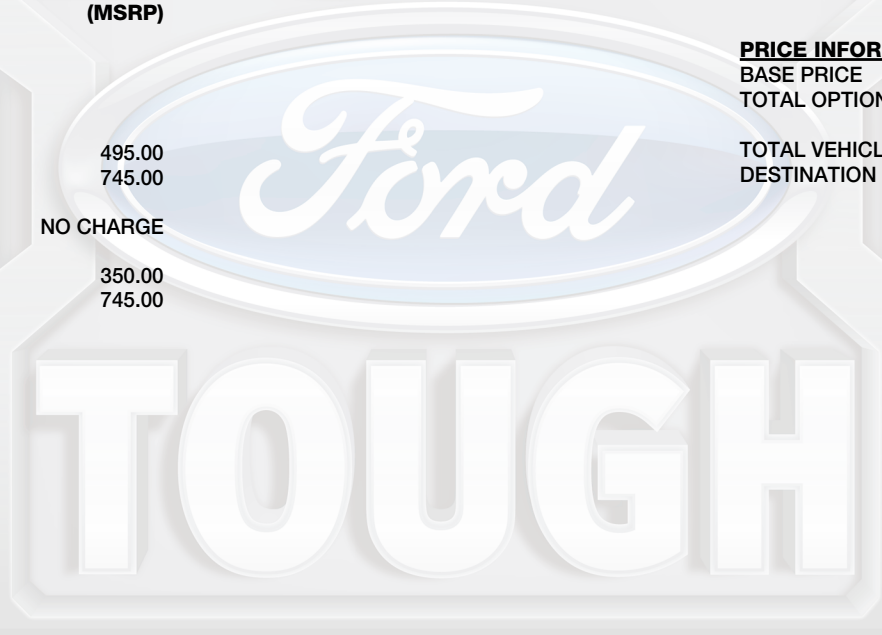 (MSRP)
495.00
745.00
NO CHARGE
350.00
745.00
PRICE INFOR
BASE PRICE
TOTAL OPTION
TOTAL VEHICL
DESTINATION
Ford
TOUGH